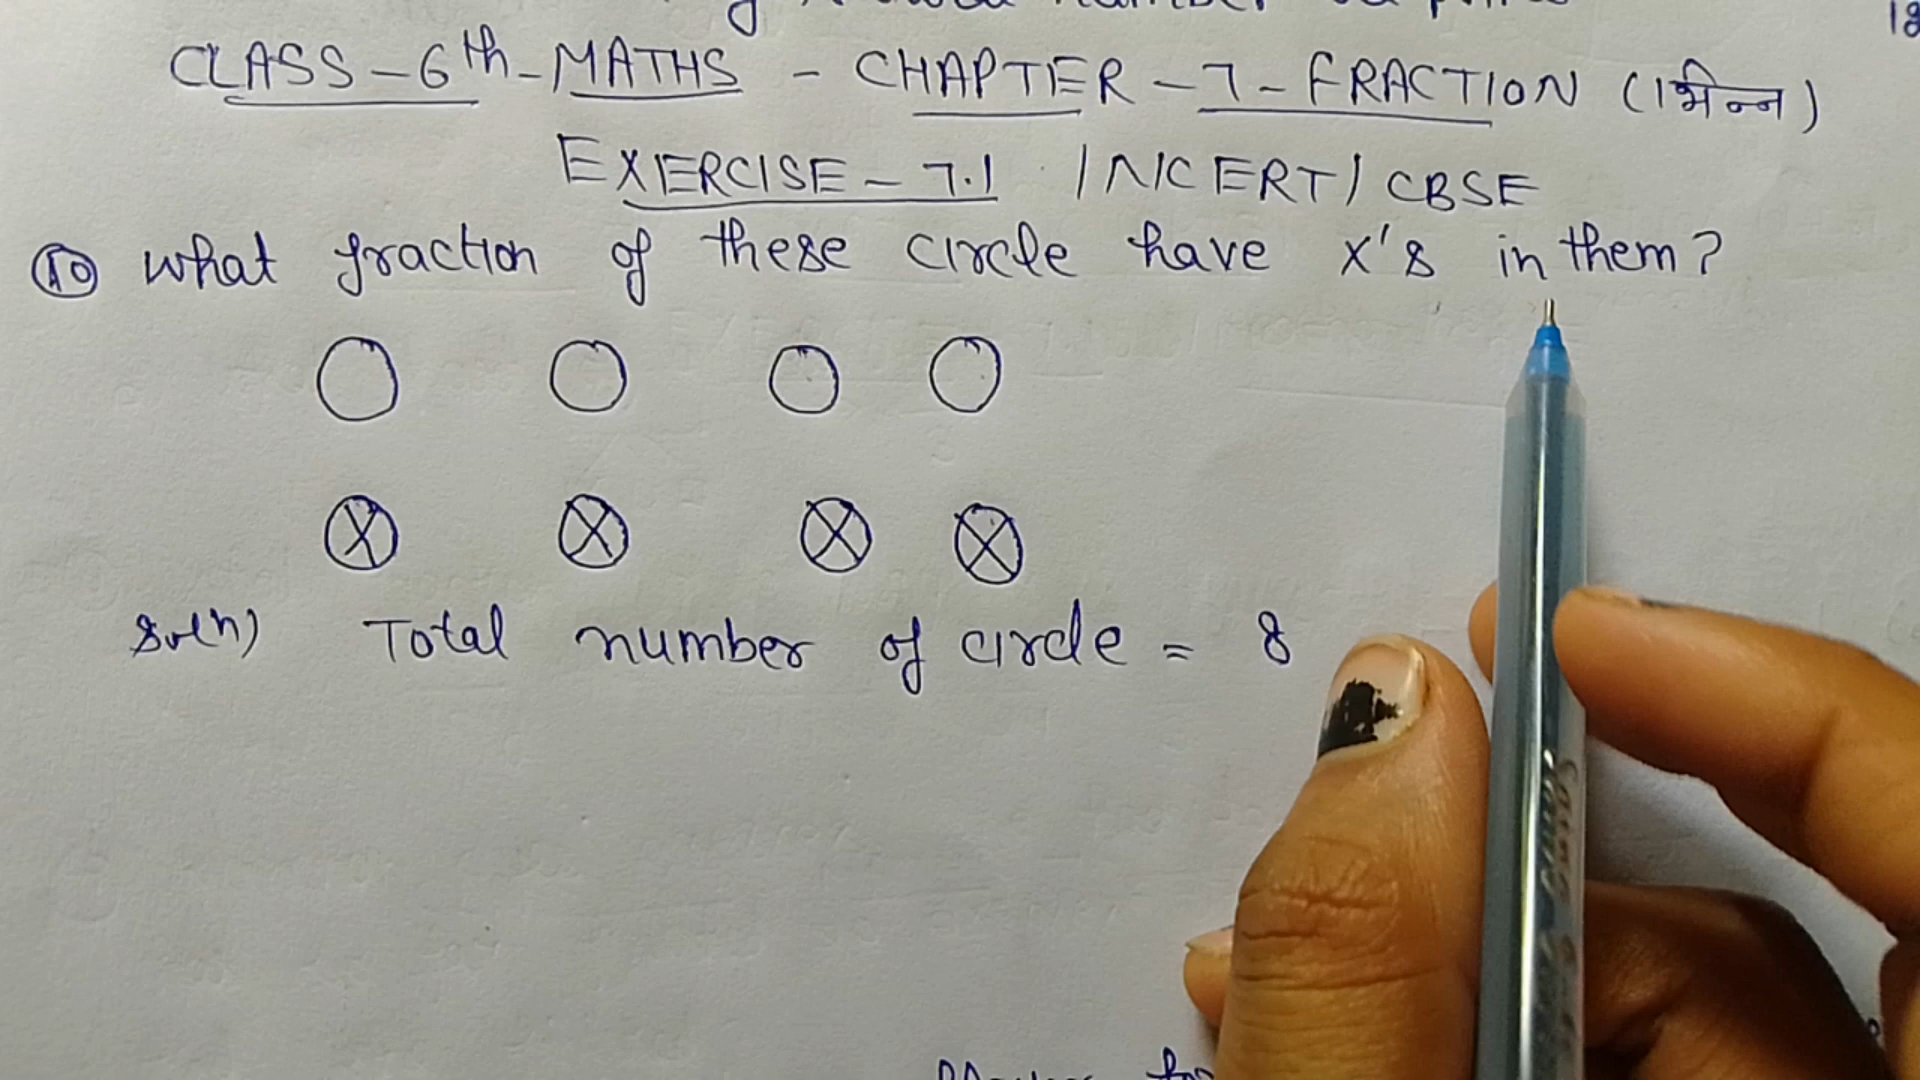 18
CLASS-6th-MATHS - CHAPTER-7-FRACTION (भिन्न)
EXERCISE-7.1 / NCERT / CBSE
10 What fraction of these circle have x's in them?
Soln) Total number of circle = 8